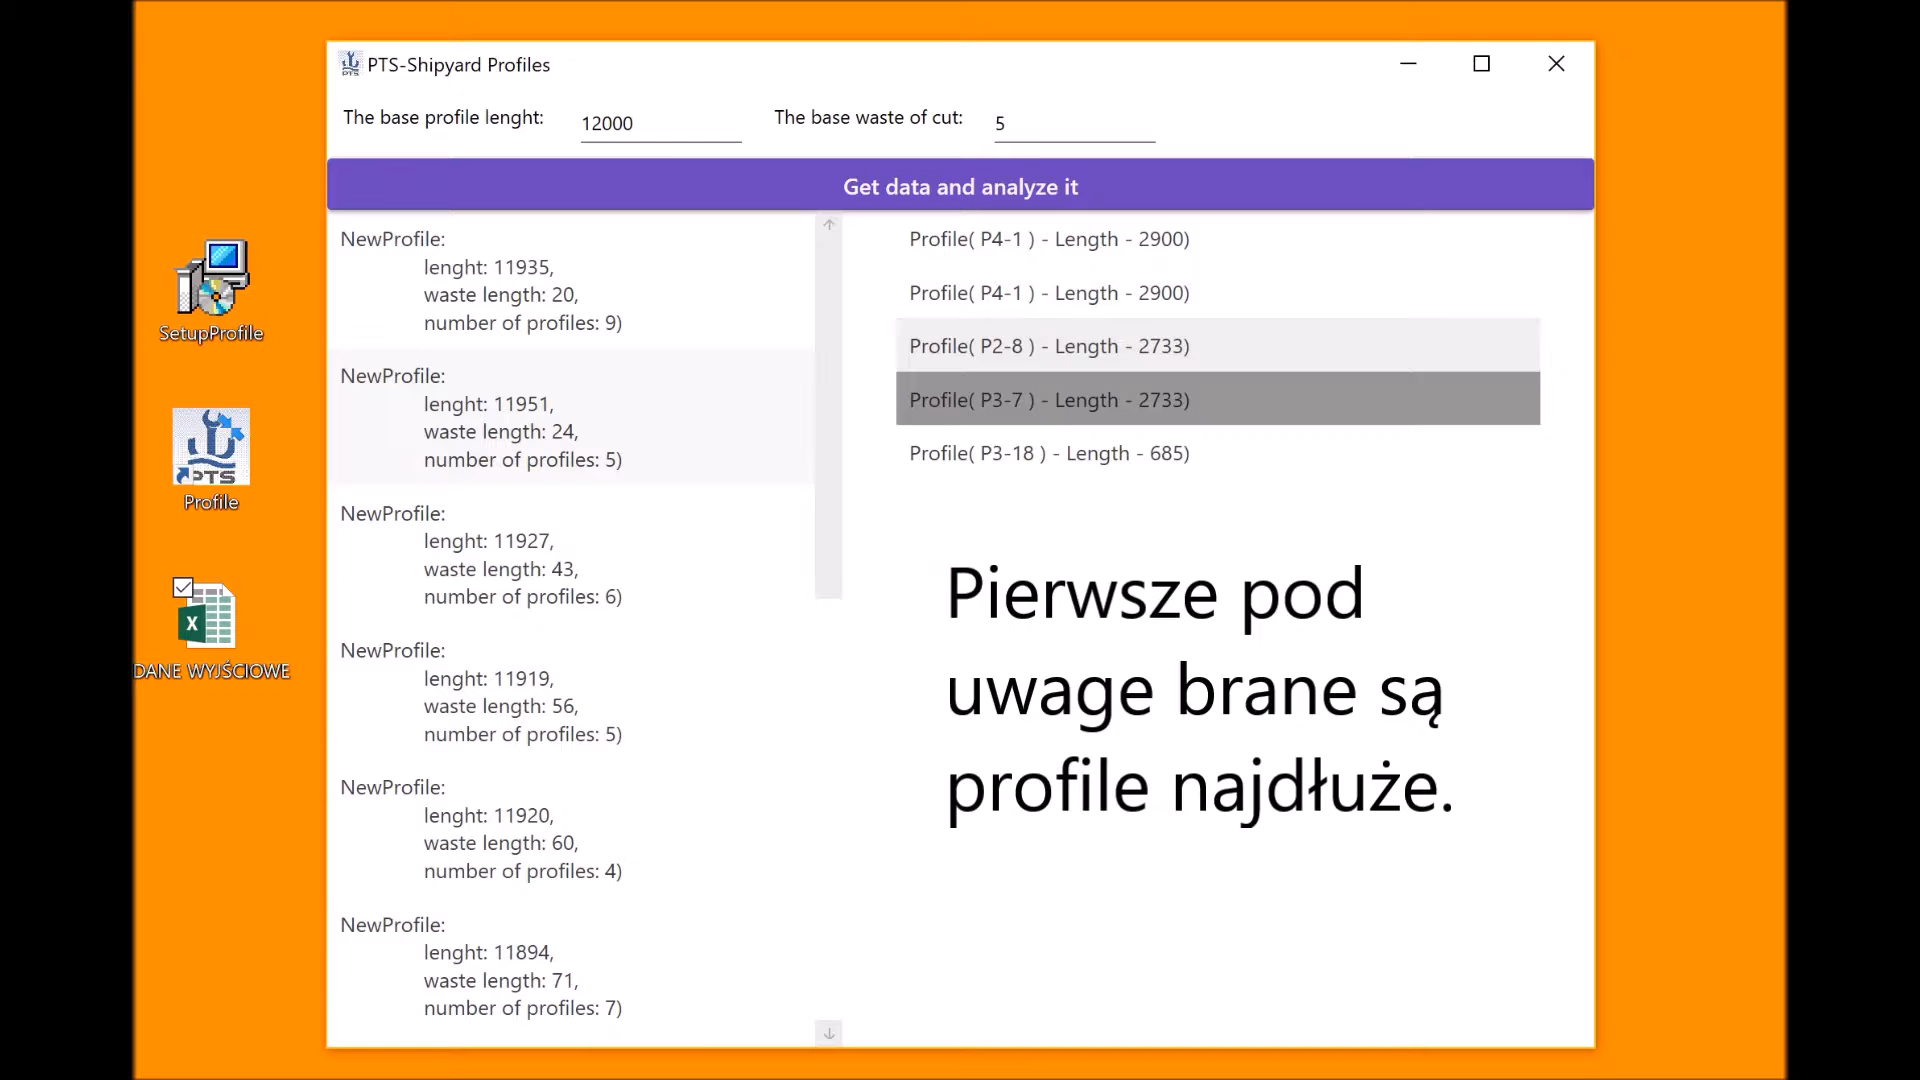 PTS-Shipyard Profiles
The base profile lenght: 12000 The base waste of cut: 5
Get data and analyze it
NewProfile:
lenght: 11935,
waste length: 20,
number of profiles: 9)
NewProfile:
lenght: 11951,
waste length: 24,
number of profiles: 5)
NewProfile:
lenght: 11927,
waste length: 43,
number of profiles: 6)
NewProfile:
lenght: 11919,
waste length: 56,
number of profiles: 5)
NewProfile:
lenght: 11920,
waste length: 60,
number of profiles: 4)
NewProfile:
lenght: 11894,
waste length: 71,
number of profiles: 7)
Profile( P4-1 ) - Length - 2900)
Profile( P4-1 ) - Length - 2900)
Profile( P2-8 ) - Length - 2733)
Profile( P3-7 ) - Length - 2733)
Profile( P3-18 ) - Length - 685)
Pierwsze pod
uwage brane są
profile najdłuże.
SetupProfile
PTS
Profile
X
DANE WYJŚCIOWE